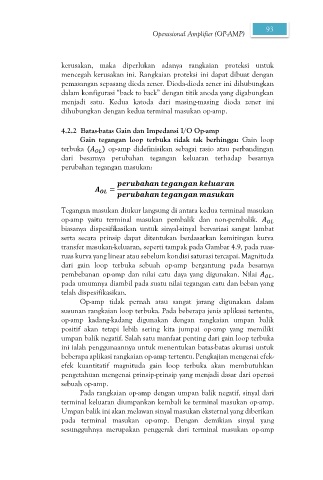 Operasional Amplifier (OP-AMP)
93
kerusakan, maka diperlukan adanya rangkaian proteksi untuk
mencegah kerusakan ini. Rangkaian proteksi ini dapat dibuat dengan
pemasangan sepasang dioda zener. Dioda-dioda zener ini dihubungkan
dalam konfigurasi "back to back" dengan titik anoda yang digabungkan
menjadi satu. Kedua katoda dari masing-masing dioda zener ini
dihubungkan dengan kedua terminal masukan op-amp.
4.2.2 Batas-batas Gain dan Impedansi I/O Op-amp
Gain tegangan loop terbuka tidak tak berhingga: Gain loop
terbuka (A_OL) op-amp didefinisikan sebagai rasio atau perbandingan
dari besarnya perubahan tegangan keluaran terhadap besarnya
perubahan tegangan masukan:
A_OL = perubahan tegangan keluaran
perubahan tegangan masukan
Tegangan masukan diukur langsung di antara kedua terminal masukan
op-amp yaitu terminal masukan pembalik dan non-pembalik. A_OL
biasanya dispesifikasikan untuk sinyal-sinyal bervariasi sangat lambat
serta secara prinsip dapat ditentukan berdasarkan kemiringan kurva
transfer masukan-keluaran, seperti tampak pada Gambar 4.9, pada ruas-
ruas kurva yang linear atau sebelum kondisi saturasi tercapai. Magnituda
dari gain loop terbuka sebuah op-amp bergantung pada besarnya
pembebanan op-amp dan nilai catu daya yang digunakan. Nilai A_OL
pada umumnya diambil pada suatu nilai tegangan catu dan beban yang
telah dispesifikasikan.
Op-amp tidak pernah atau sangat jarang digunakan dalam
susunan rangkaian loop terbuka. Pada beberapa jenis aplikasi tertentu,
op-amp kadang-kadang digunakan dengan rangkaian umpan balik
positif akan tetapi lebih sering kita jumpai op-amp yang memiliki
umpan balik negatif. Salah satu manfaat penting dari gain loop terbuka
ini ialah penggunaannya untuk menentukan batas-batas akurasi untuk
beberapa aplikasi rangkaian op-amp tertentu. Pengkajian mengenai efek-
efek kuantitatif magnituda gain loop terbuka akan membutuhkan
pengetahuan mengenai prinsip-prinsip yang menjadi dasar dari operasi
sebuah op-amp.
Pada rangkaian op-amp dengan umpan balik negatif, sinyal dari
terminal keluaran diumpankan kembali ke terminal masukan op-amp.
Umpan balik ini akan melawan sinyal masukan eksternal yang diberikan
pada terminal masukan op-amp. Dengan demikian sinyal yang
sesungguhnya merupakan penggerak dari terminal masukan op-amp